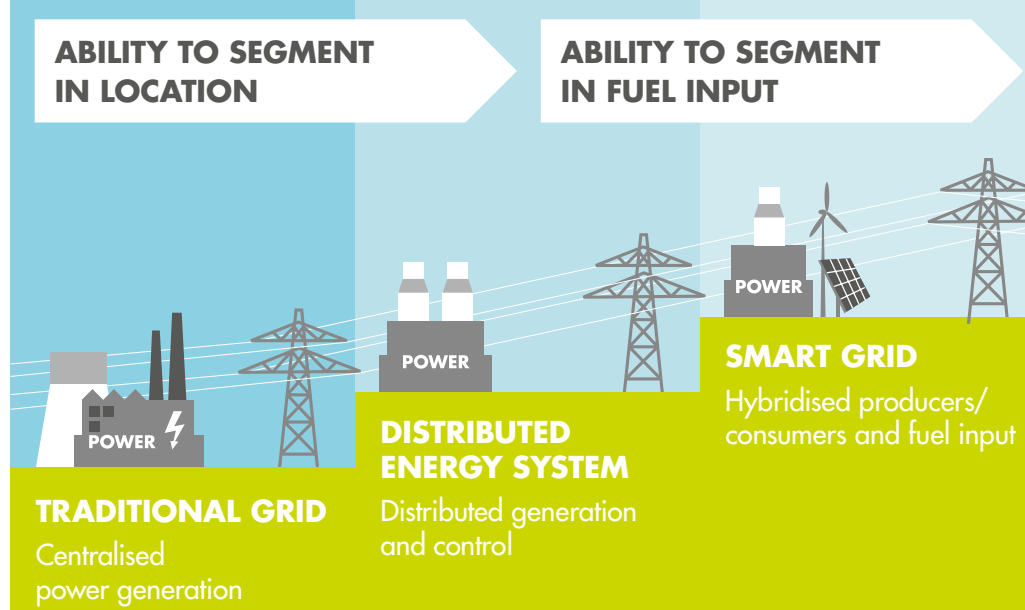 ABILITY TO SEGMENT
IN LOCATION
ABILITY TO SEGMENT
IN FUEL INPUT
POWER
TRADITIONAL GRID
Centralised
power generation
POWER
DISTRIBUTED
ENERGY SYSTEM
Distributed generation
and control
POWER
SMART GRID
Hybridised producers/
consumers and fuel input